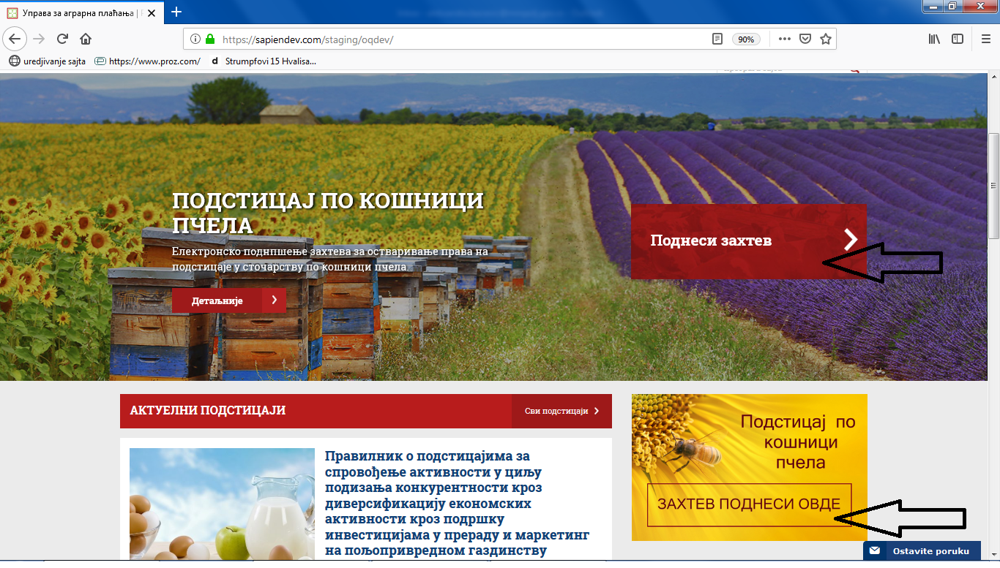 Управа за аграрна плаћања |
https://sapiendev.com/staging/oqdev/
90%
uredjivanje sajta
https://www.proz.com/
Strumpfovi 15 Hvalisa...
ПОДСТИЦАЈ ПО КОШНИЦИ
ПЧЕЛА
Електронско поднпшење захтева за остваривање права на
подстицаје у сточарству по кошници пчела.
Детаљније
Поднеси захтев
АКТУЕЛНИ ПОДСТИЦАЈИ
Сви подстицаји
Правилник о подстицајима за
спровођење активности у циљу
подизања конкурентности кроз
диверсификацију економских
активности кроз подршку
инвестицијама у прераду и маркетинг
на пољопривредном газдинству
Подстицај по
кошници
пчела
ЗАХТЕВ ПОДНЕСИ ОВДЕ
Ostavite poruku